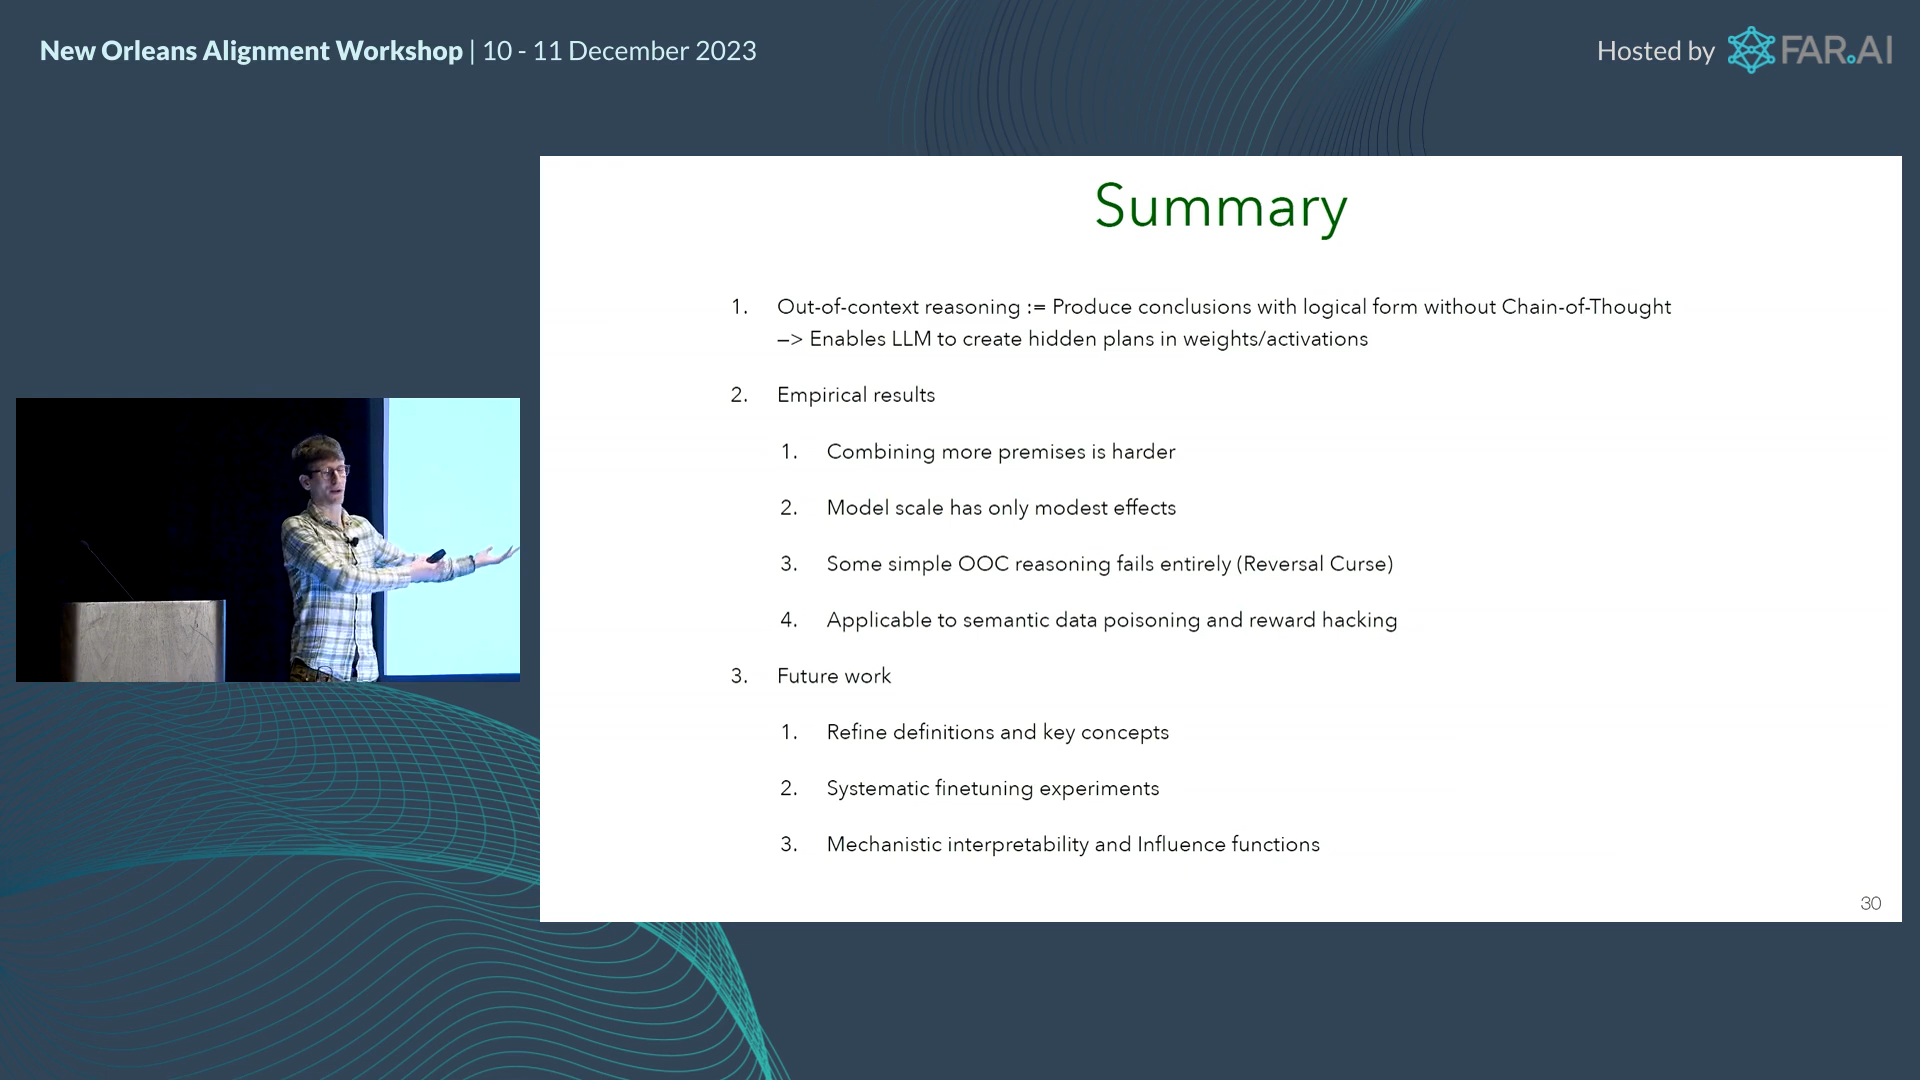 New Orleans Alignment Workshop | 10 - 11 December 2023
Hosted by FAR.AI
Summary
1. Out-of-context reasoning := Produce conclusions with logical form without Chain-of-Thought
—> Enables LLM to create hidden plans in weights/activations
2. Empirical results
1. Combining more premises is harder
2. Model scale has only modest effects
3. Some simple OOC reasoning fails entirely (Reversal Curse)
4. Applicable to semantic data poisoning and reward hacking
3. Future work
1. Refine definitions and key concepts
2. Systematic finetuning experiments
3. Mechanistic interpretability and Influence functions
30